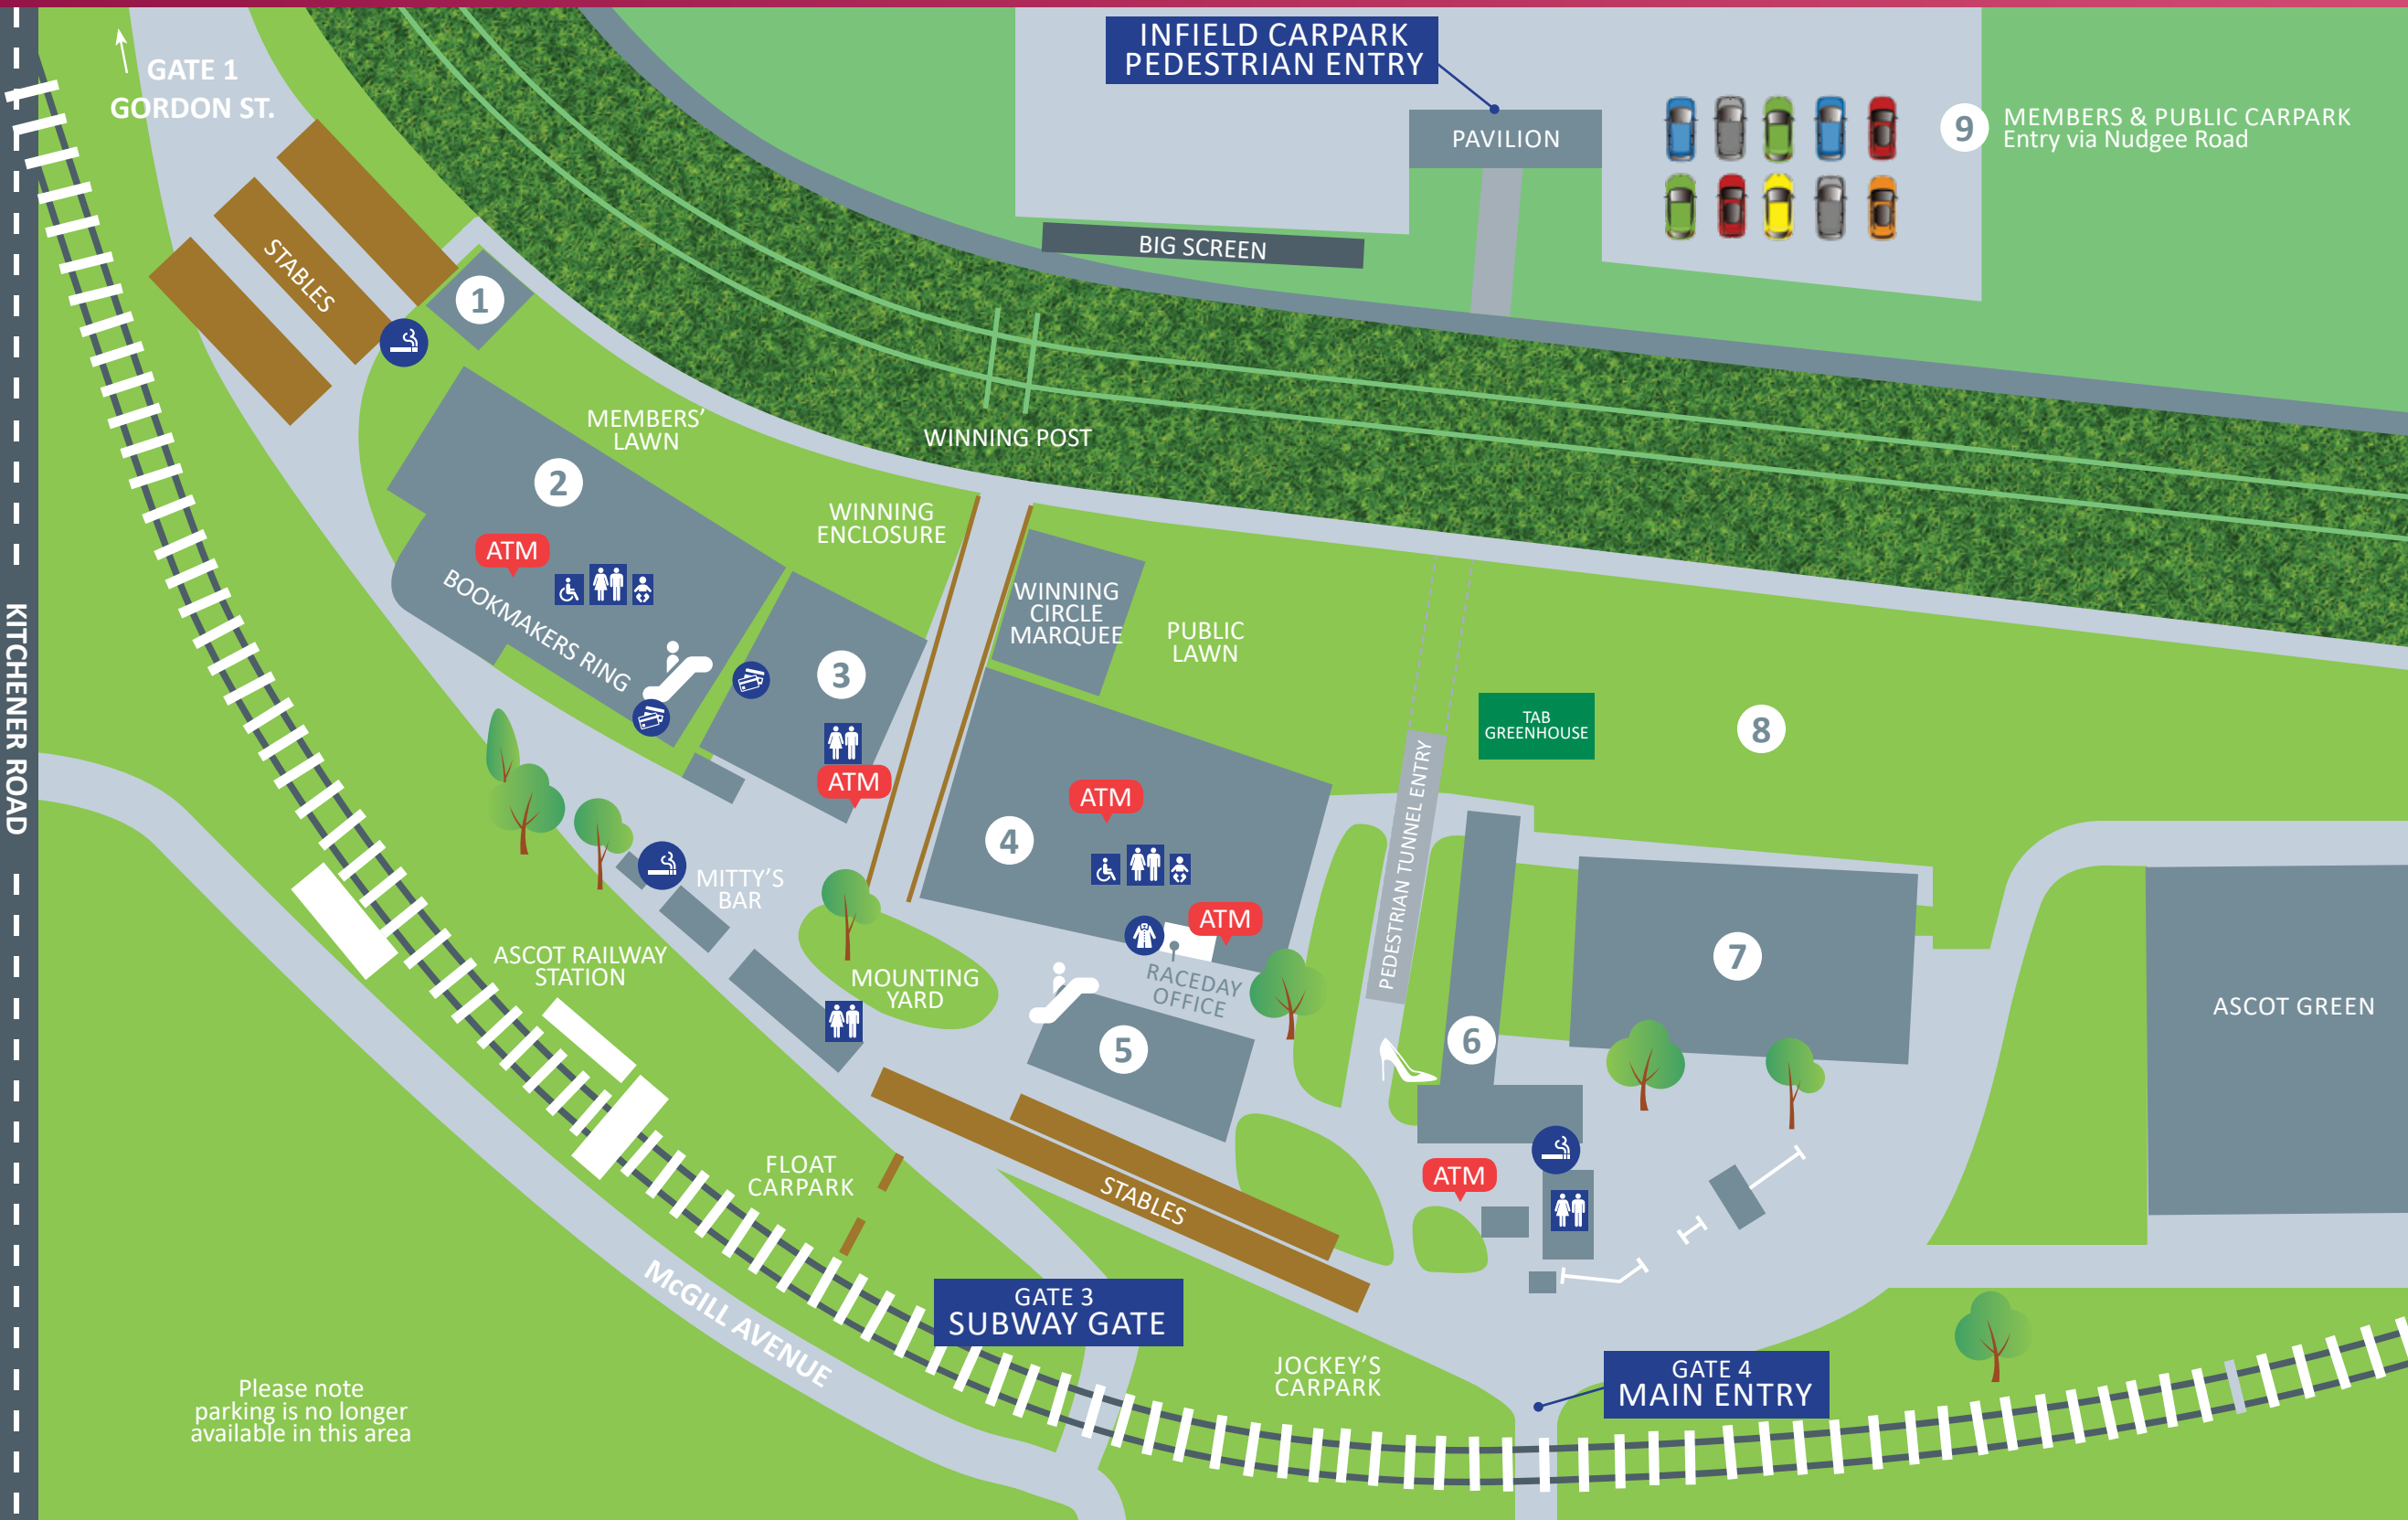 INFIELD CARPARK
PEDESTRIAN ENTRY
GATE 1
GORDON ST.
PAVILION
9
MEMBERS & PUBLIC CARPARK
Entry via Nudgee Road
BIG SCREEN
STABLES
1
MEMBERS'
LAWN
WINNING POST
2
WINNING
ENCLOSURE
ATM
BOOKMAKERS RING
WINNING
CIRCLE
MARQUEE
PUBLIC
LAWN
KITCHENER ROAD
3
TAB
GREENHOUSE
8
ATM
ATM
4
PEDESTRIAN TUNNEL ENTRY
MITTY'S
BAR
ATM
ASCOT RAILWAY
STATION
MOUNTING
YARD
RACEDAY
OFFICE
7
ASCOT GREEN
5
6
FLOAT
CARPARK
STABLES
ATM
McGILL AVENUE
GATE 3
SUBWAY GATE
JOCKEY'S
CARPARK
GATE 4
MAIN ENTRY
Please note
parking is no longer
available in this area